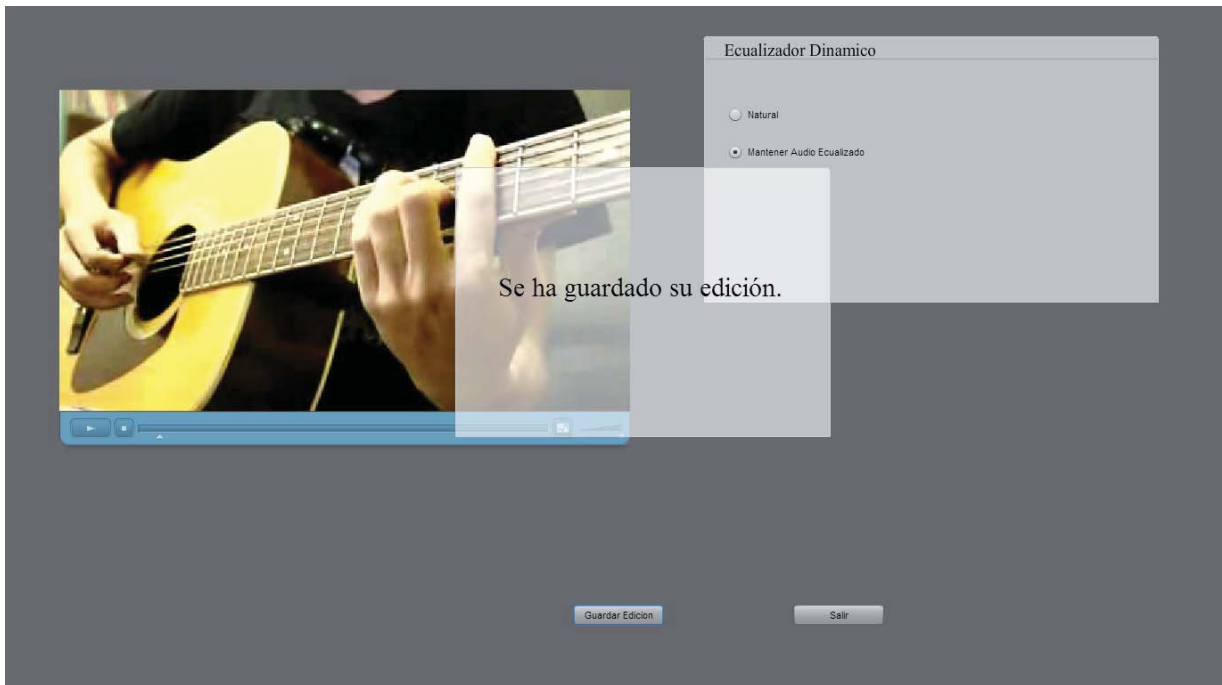 Ecualizador Dinamico
Natural
Mantener Audio Ecualizado
Se ha guardado su edición.
Guardar Edicion
Salir